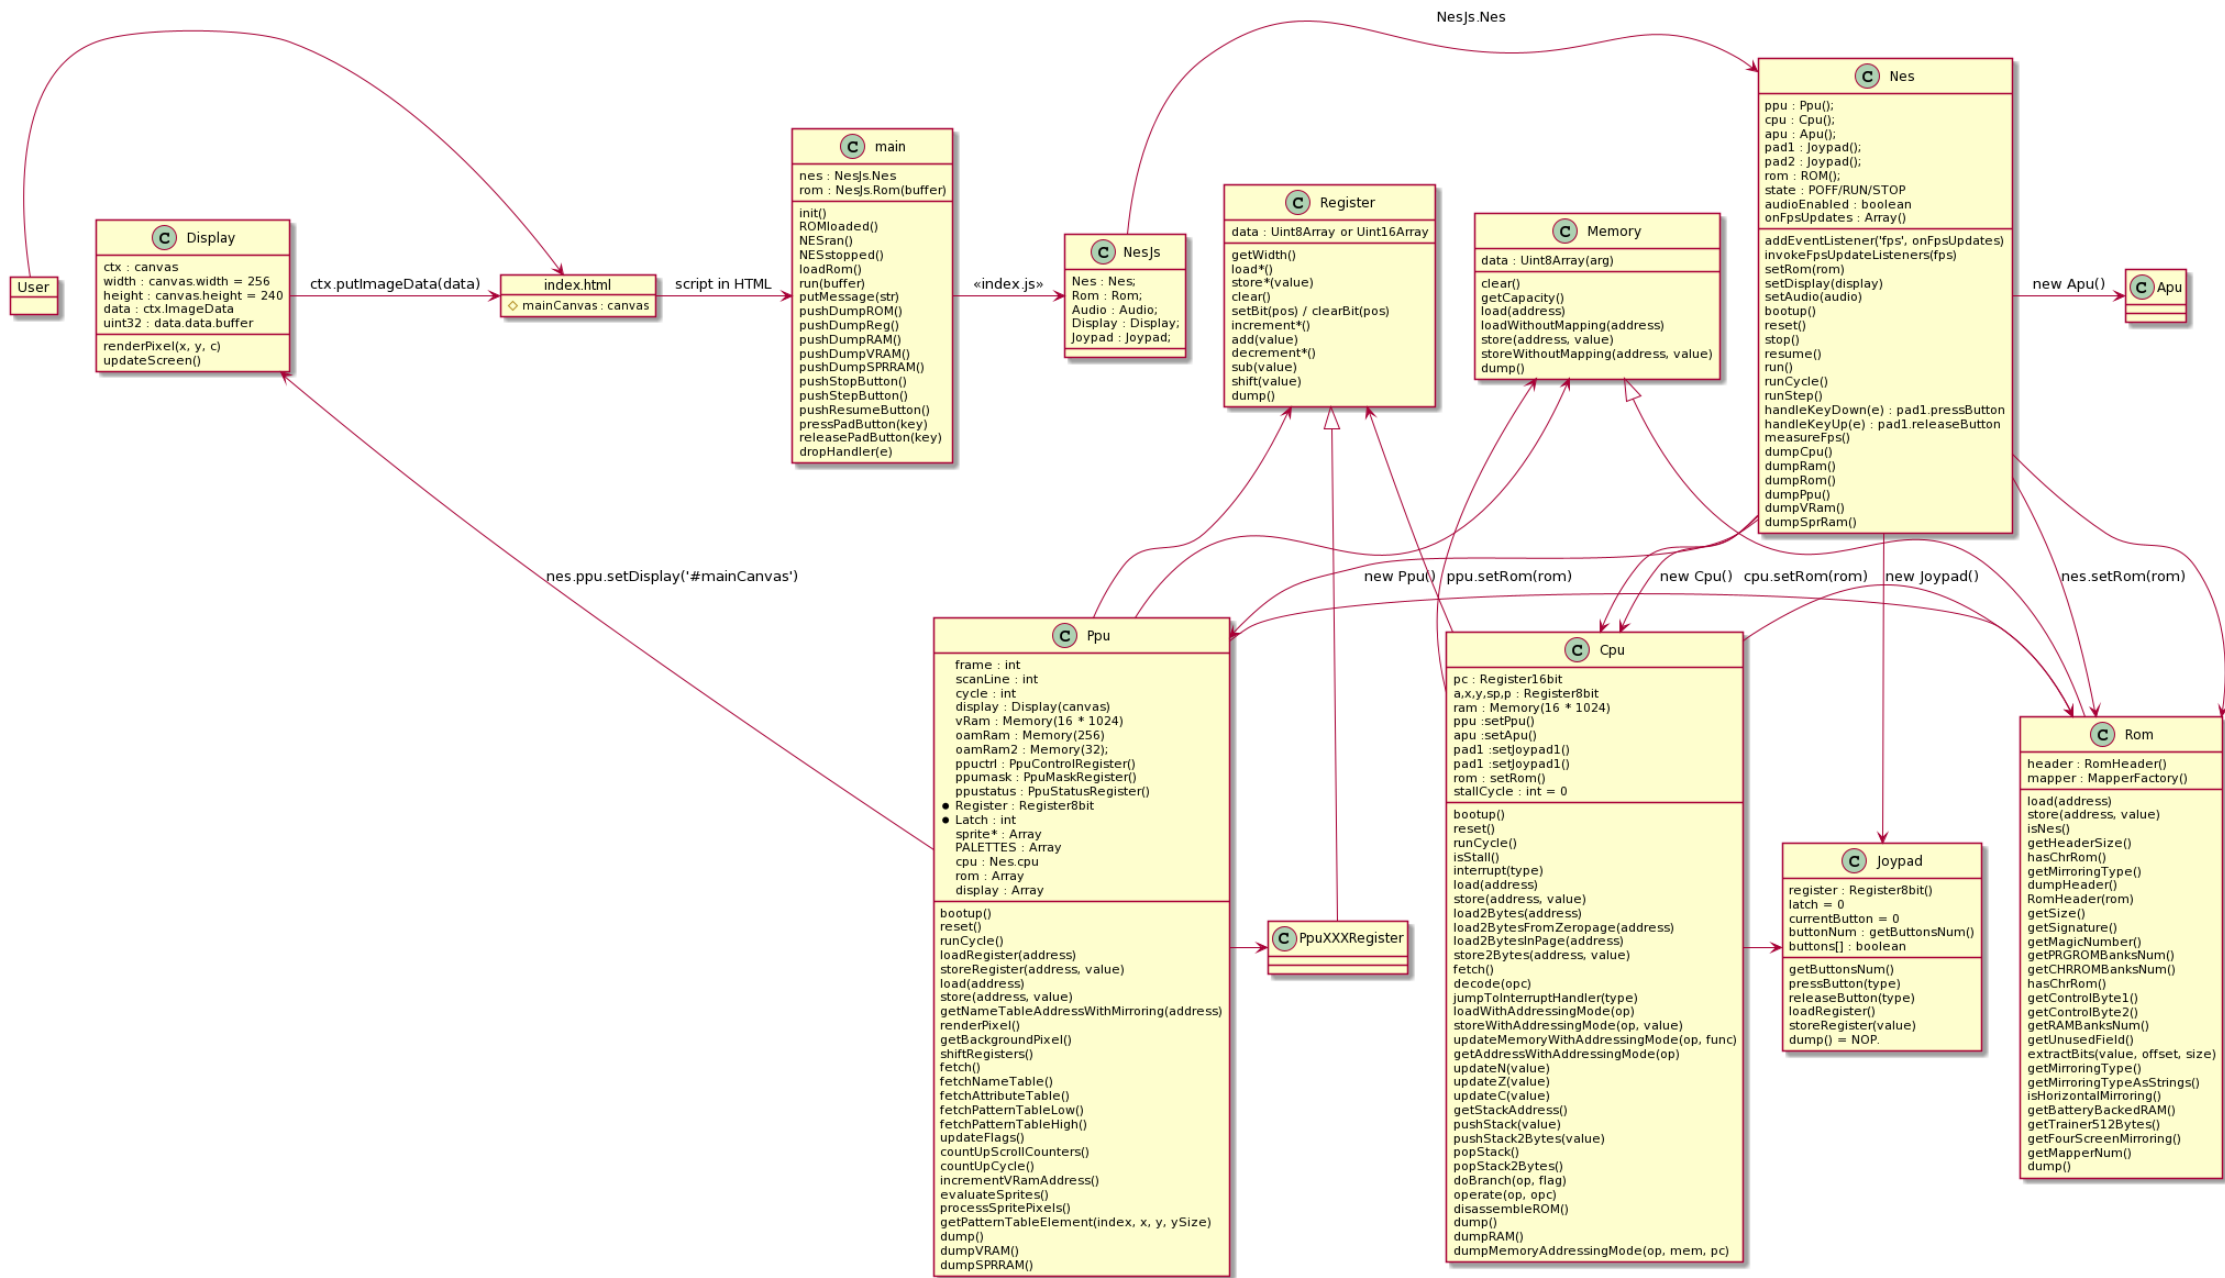 NesJs.Nes
C Nes
ppu : Ppu();
cpu : Cpu();
apu : Apu();
pad1 : Joypad();
pad2 : Joypad();
rom : ROM();
state : POFF/RUN/STOP
audioEnabled : boolean
onFpsUpdates : Array()
addEventListener('fps', onFpsUpdates)
invokeFpsUpdateListeners(fps)
setRom(rom)
setDisplay(display)
setAudio(audio)
bootup()
reset()
stop()
resume()
run()
runCycle()
runStep()
handleKeyDown(e) : pad1.pressButton
handleKeyUp(e) : pad1.releaseButton
measureFps()
dumpCpu()
dumpRam()
dumpRom()
dumpPpu()
dumpVRam()
dumpSprRam()
C main
nes : NesJs.Nes
rom : NesJs.Rom(buffer)
init()
ROMloaded()
NESran()
NESstopped()
loadRom()
run(buffer)
putMessage(str)
pushDumpROM()
pushDumpReg()
pushDumpRAM()
pushDumpVRAM()
pushDumpSPRRAM()
pushStopButton()
pushStepButton()
pushResumeButton()
pressPadButton(key)
releasePadButton(key)
dropHandler(e)
C Register
data : Uint8Array or Uint16Array
getWidth()
load*()
store*(value)
clear()
setBit(pos) / clearBit(pos)
increment*()
add(value)
decrement*()
sub(value)
shift(value)
dump()
C Memory
data : Uint8Array(arg)
clear()
getCapacity()
load(address)
loadWithoutMapping(address)
store(address, value)
storeWithoutMapping(address, value)
dump()
C Display
ctx : canvas
width : canvas.width = 256
height : canvas.height = 240
data : ctx.ImageData
uint32 : data.data.buffer
renderPixel(x, y, c)
updateScreen()
User
ctx.putImageData(data)
index.html
mainCanvas : canvas
script in HTML
«index.js»
C NesJs
Nes : Nes;
Rom : Rom;
Audio : Audio;
Display : Display;
Joypad : Joypad;
new Apu()
C Apu
nes.ppu.setDisplay('#mainCanvas')
new Ppu()
ppu.setRom(rom)
new Cpu()
cpu.setRom(rom)
new Joypad()
nes.setRom(rom)
C Ppu
frame : int
scanLine : int
cycle : int
display : Display(canvas)
vRam : Memory(16 * 1024)
oamRam : Memory(256)
oamRam2 : Memory(32);
ppuctrl : PpuControlRegister()
ppumask : PpuMaskRegister()
ppustatus : PpuStatusRegister()
Register : Register8bit
Latch : int
sprite* : Array
PALETTES : Array
cpu : Nes.cpu
rom : Array
display : Array
bootup()
reset()
runCycle()
loadRegister(address)
storeRegister(address, value)
load(address)
store(address, value)
getNameTableAddressWithMirroring(address)
renderPixel()
getBackgroundPixel()
shiftRegisters()
fetch()
fetchNameTable()
fetchAttributeTable()
fetchPatternTableLow()
fetchPatternTableHigh()
updateFlags()
countUpScrollCounters()
countUpCycle()
incrementVRamAddress()
evaluateSprites()
processSpritePixels()
getPatternTableElement(index, x, y, ySize)
dump()
dumpVRAM()
dumpSPRRAM()
C PpuXXXRegister
C Cpu
pc : Register16bit
a,x,y,sp,p : Register8bit
ram : Memory(16 * 1024)
ppu :setPpu()
apu :setApu()
pad1 :setJoypad1()
pad1 :setJoypad1()
rom : setRom()
stallCycle : int = 0
bootup()
reset()
runCycle()
isStall()
interrupt(type)
load(address)
store(address, value)
load2Bytes(address)
load2BytesFromZeropage(address)
load2BytesInPage(address)
store2Bytes(address, value)
fetch()
decode(opc)
jumpToInterruptHandler(type)
loadWithAddressingMode(op)
storeWithAddressingMode(op, value)
updateMemoryWithAddressingMode(op, func)
getAddressWithAddressingMode(op)
updateN(value)
updateZ(value)
updateC(value)
getStackAddress()
pushStack(value)
pushStack2Bytes(value)
popStack()
popStack2Bytes()
doBranch(op, flag)
operate(op, opc)
disassembleROM()
dump()
dumpRAM()
dumpMemoryAddressingMode(op, mem, pc)
C Joypad
register : Register8bit()
latch = 0
currentButton = 0
buttonNum : getButtonsNum()
buttons[] : boolean
getButtonsNum()
pressButton(type)
releaseButton(type)
loadRegister()
storeRegister(value)
dump() = NOP.
C Rom
header : RomHeader()
mapper : MapperFactory()
load(address)
store(address, value)
isNes()
getHeaderSize()
hasChrRom()
getMirroringType()
dumpHeader()
RomHeader(rom)
getSize()
getSignature()
getMagicNumber()
getPRGROMBanksNum()
getCHRROMBanksNum()
hasChrRom()
getControlByte1()
getControlByte2()
getRAMBanksNum()
getUnusedField()
extractBits(value, offset, size)
getMirroringType()
getMirroringTypeAsStrings()
isHorizontalMirroring()
getBatteryBackedRAM()
getTrainer512Bytes()
getFourScreenMirroring()
getMapperNum()
dump()